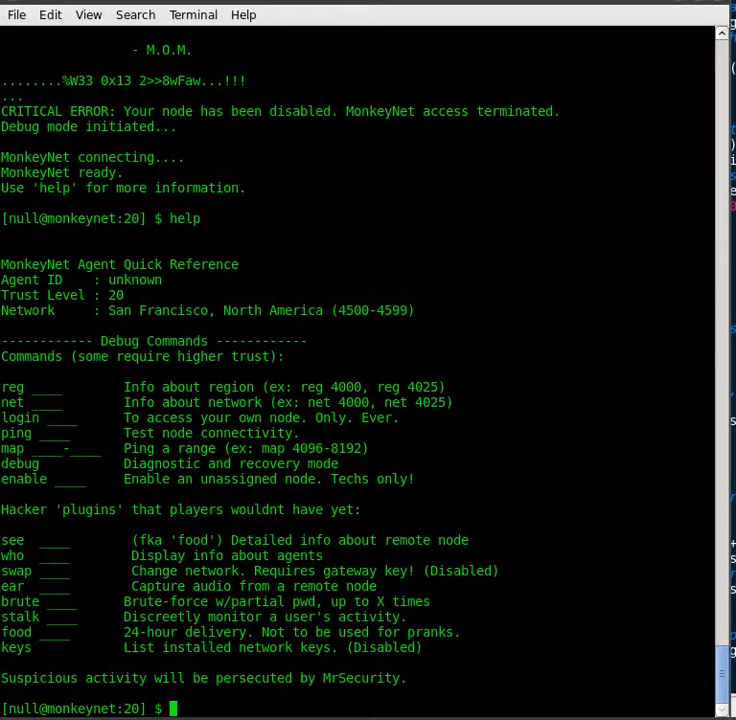 File Edit View Search Terminal Help
- M.O.M.
........%W33 0x13 2>>8wFaw...!!!
...
CRITICAL ERROR: Your node has been disabled. MonkeyNet access terminated.
Debug mode initiated...
MonkeyNet connecting....
MonkeyNet ready.
Use 'help' for more information.
[null@monkeynet:20] $ help
MonkeyNet Agent Quick Reference
Agent ID    : unknown
Trust Level : 20
Network     : San Francisco, North America (4500-4599)
------------ Debug Commands ------------
Commands (some require higher trust):
reg ____        Info about region (ex: reg 4000, reg 4025)
net ____        Info about network (ex: net 4000, net 4025)
login ____      To access your own node. Only. Ever.
ping ____       Test node connectivity.
map ____-____   Ping a range (ex: map 4096-8192)
debug           Diagnostic and recovery mode
enable ____     Enable an unassigned node. Techs only!
Hacker 'plugins' that players wouldnt have yet:
see  ____        (fka 'food') Detailed info about remote node
who  ____        Display info about agents
swap ____        Change network. Requires gateway key! (Disabled)
ear  ____        Capture audio from a remote node
brute ____      Brute-force w/partial pwd, up to X times
stalk ____      Discreetly monitor a user's activity.
food ____       24-hour delivery. Not to be used for pranks.
keys            List installed network keys. (Disabled)
Suspicious activity will be persecuted by MrSecurity.
[null@monkeynet:20] $